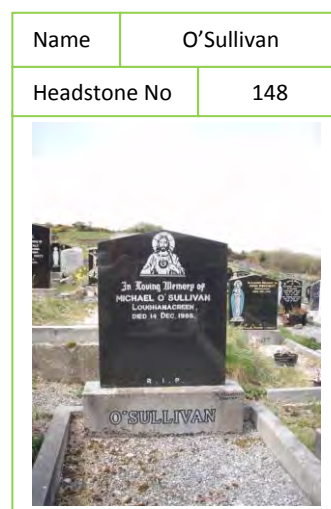 Name O’Sullivan
Headstone No 148
In Loving Memory of
MICHAEL O'SULLIVAN
LOUGHANACREEN
DIED 14 DEC. 1986.
R. I. P.
O'SULLIVAN